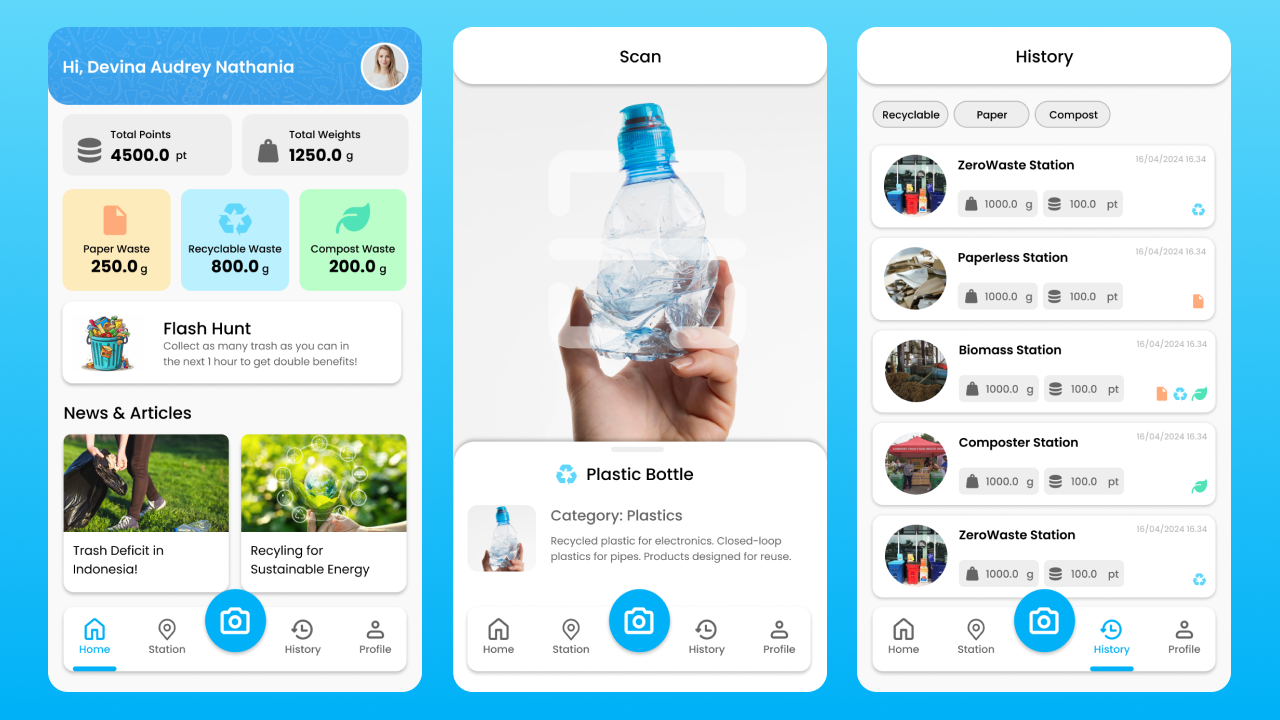 Hi, Devina Audrey Nathania
Total Points
4500.0 pt
Total Weights
1250.0 g
Paper Waste
250.0 g
Recyclable Waste
800.0 g
Compost Waste
200.0 g
Flash Hunt
Collect as many trash as you can in
the next 1 hour to get double benefits!
News & Articles
Trash Deficit in
Indonesia!
Recyling for
Sustainable Energy
Home
Station
History
Profile
Scan
Plastic Bottle
Category: Plastics
Recycled plastic for electronics. Closed-loop
plastics for pipes. Products designed for reuse.
Home
Station
History
Profile
History
Recyclable
Paper
Compost
ZeroWaste Station
16/04/2024 16.34
1000.0 g
100.0 pt
Paperless Station
16/04/2024 16.34
1000.0 g
100.0 pt
Biomass Station
16/04/2024 16.34
1000.0 g
100.0 pt
Composter Station
16/04/2024 16.34
1000.0 g
100.0 pt
ZeroWaste Station
16/04/2024 16.34
1000.0 g
100.0 pt
Home
Station
History
Profile